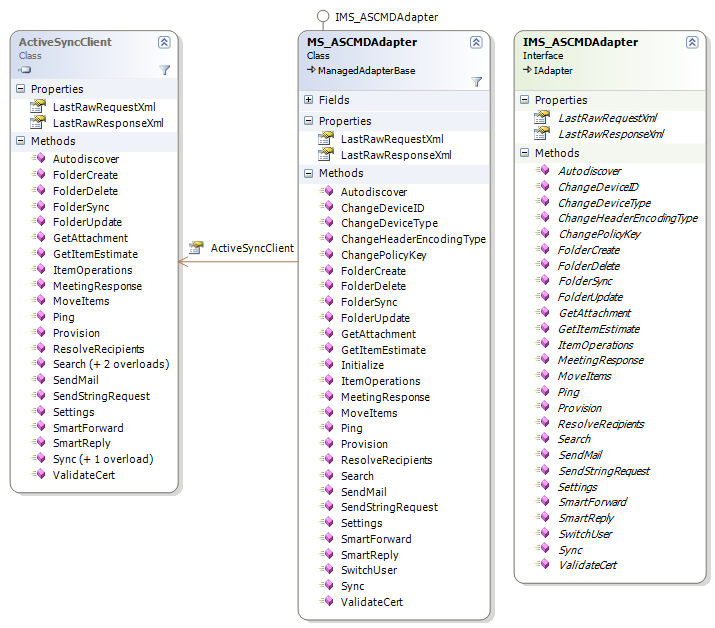 ActiveSyncClient
Class
Properties
LastRawRequestXml
LastRawResponseXml
Methods
Autodiscover
FolderCreate
FolderDelete
FolderSync
FolderUpdate
GetAttachment
GetItemEstimate
ItemOperations
MeetingResponse
MoveItems
Ping
Provision
ResolveRecipients
Search (+ 2 overloads)
SendMail
SendStringRequest
Settings
SmartForward
SmartReply
Sync (+ 1 overload)
ValidateCert
ActiveSyncClient
IMS_ASCMDAdapter
MS_ASCMDAdapter
Class
ManagedAdapterBase
Fields
Properties
LastRawRequestXml
LastRawResponseXml
Methods
Autodiscover
ChangeDeviceID
ChangeDeviceType
ChangeHeaderEncodingType
ChangePolicyKey
FolderCreate
FolderDelete
FolderSync
FolderUpdate
GetAttachment
GetItemEstimate
Initialize
ItemOperations
MeetingResponse
MoveItems
Ping
Provision
ResolveRecipients
Search
SendMail
SendStringRequest
Settings
SmartForward
SmartReply
SwitchUser
Sync
ValidateCert
IMS_ASCMDAdapter
Interface
IAdapter
Properties
LastRawRequestXml
LastRawResponseXml
Methods
Autodiscover
ChangeDeviceID
ChangeDeviceType
ChangeHeaderEncodingType
ChangePolicyKey
FolderCreate
FolderDelete
FolderSync
FolderUpdate
GetAttachment
GetItemEstimate
ItemOperations
MeetingResponse
MoveItems
Ping
Provision
ResolveRecipients
Search
SendMail
SendStringRequest
Settings
SmartForward
SmartReply
SwitchUser
Sync
ValidateCert